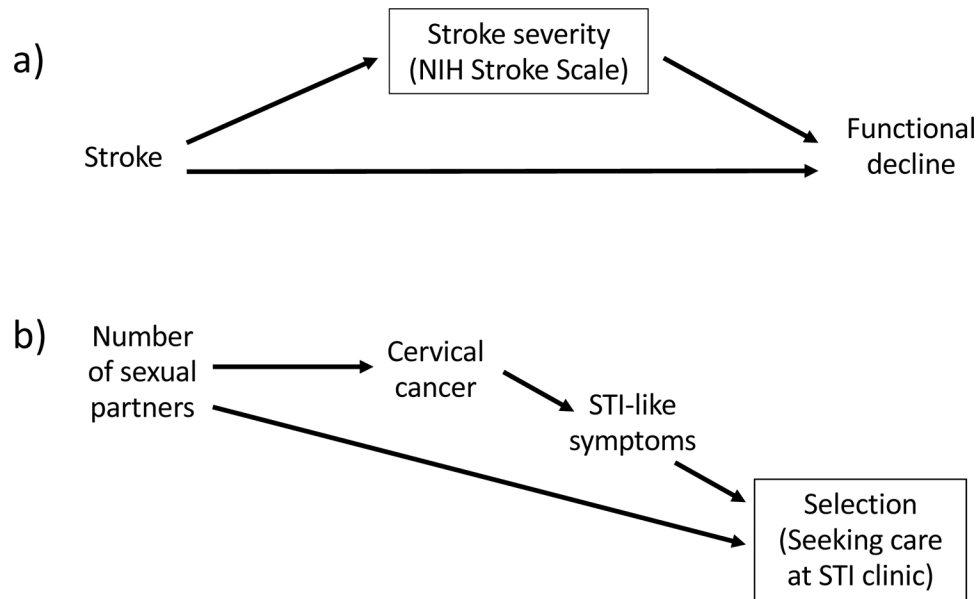 a)
Stroke severity
(NIH Stroke Scale)
Stroke
Functional
decline
b)
Number
of sexual
partners
Cervical
cancer
STI-like
symptoms
Selection
(Seeking care
at STI clinic)